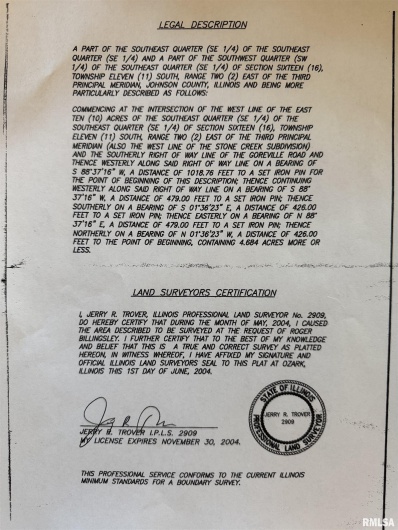 LEGAL DESCRIPTION
A PART OF THE SOUTHEAST QUARTER (SE 1/4) OF THE SOUTHEAST
QUARTER (SE 1/4) AND A PART OF THE SOUTHWEST QUARTER (SW
1/4) OF THE SOUTHEAST QUARTER (SE 1/4) OF SECTION SIXTEEN (16),
TOWNSHIP ELEVEN (11) SOUTH, RANGE TWO (2) EAST OF THE THIRD
PRINCIPAL MERIDIAN, JOHNSON COUNTY, ILLINOIS AND BEING MORE
PARTICULARLY DESCRIBED AS FOLLOWS:
COMMENCING AT THE INTERSECTION OF THE WEST LINE OF THE EAST
TEN (10) ACRES OF THE SOUTHEAST QUARTER (SE 1/4) OF THE
SOUTHEAST QUARTER (SE 1/4) OF SECTION SIXTEEN (16), TOWNSHIP
ELEVEN (11) SOUTH, RANGE TWO (2) EAST OF THE THIRD PRINCIPAL
MERIDIAN (ALSO THE WEST LINE OF THE STONE CREEK SUBDIVISION)
AND THE SOUTHERLY RIGHT OF WAY LINE OF THE GOREVILLE ROAD AND
THENCE WESTERLY ALONG SAID RIGHT OF WAY LINE ON A BEARING OF
S 88°37'16" W, A DISTANCE OF 1018.76 FEET TO A SET IRON PIN FOR
THE POINT OF BEGINNING OF THIS DESCRIPTION; THENCE CONTINUING
WESTERLY ALONG SAID RIGHT OF WAY LINE ON A BEARING OF S 88°
37'16" W, A DISTANCE OF 479.00 FEET TO A SET IRON PIN; THENCE
SOUTHERLY ON A BEARING OF S 01°36'23" E, A DISTANCE OF 426.00
FEET TO A SET IRON PIN; THENCE EASTERLY ON A BEARING OF N 88°
37'16" E, A DISTANCE OF 479.00 FEET TO A SET IRON PIN; THENCE
NORTHERLY ON A BEARING OF N 01°36'23" W, A DISTANCE OF 426.00
FEET TO THE POINT OF BEGINNING, CONTAINING 4.684 ACRES MORE OR
LESS.
LAND SURVEYORS CERTIFICATION
I, JERRY R. TROVER, ILLINOIS PROFESSIONAL LAND SURVEYOR No. 2909,
DO HEREBY CERTIFY THAT DURING THE MONTH OF MAY, 2004, I CAUSED
THE AREA DESCRIBED TO BE SURVEYED AT THE REQUEST OF ROGER
BILLINGSLEY. I FURTHER CERTIFY THAT TO THE BEST OF MY KNOWLEDGE
AND BELIEF THAT THIS IS A TRUE AND CORRECT SURVEY AS PLATTED
HEREON, IN WITNESS WHEREOF, I HAVE AFFIXED MY SIGNATURE AND
OFFICIAL ILLINOIS LAND SURVEYORS SEAL TO THIS PLAT AT OZARK,
ILLINOIS THIS 1ST DAY OF JUNE, 2004.
STATE OF ILLINOIS
JERRY R. TROVER
2909
PROFESSIONAL LAND SURVEYOR
JERRY R. TROVER I.P.L.S. 2909
MY LICENSE EXPIRES NOVEMBER 30, 2004.
THIS PROFESSIONAL SERVICE CONFORMS TO THE CURRENT ILLINOIS
MINIMUM STANDARDS FOR A BOUNDARY SURVEY.
RMLSA